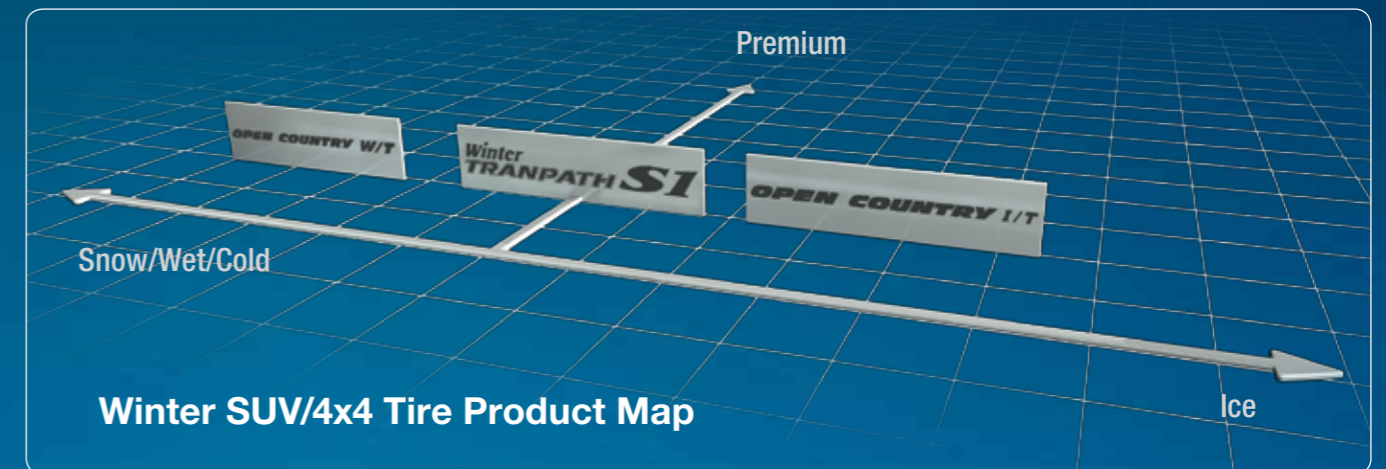 Premium
OPEN COUNTRY W/T
Winter
TRANPATH S1
OPEN COUNTRY I/T
Snow/Wet/Cold
Ice
Winter SUV/4x4 Tire Product Map